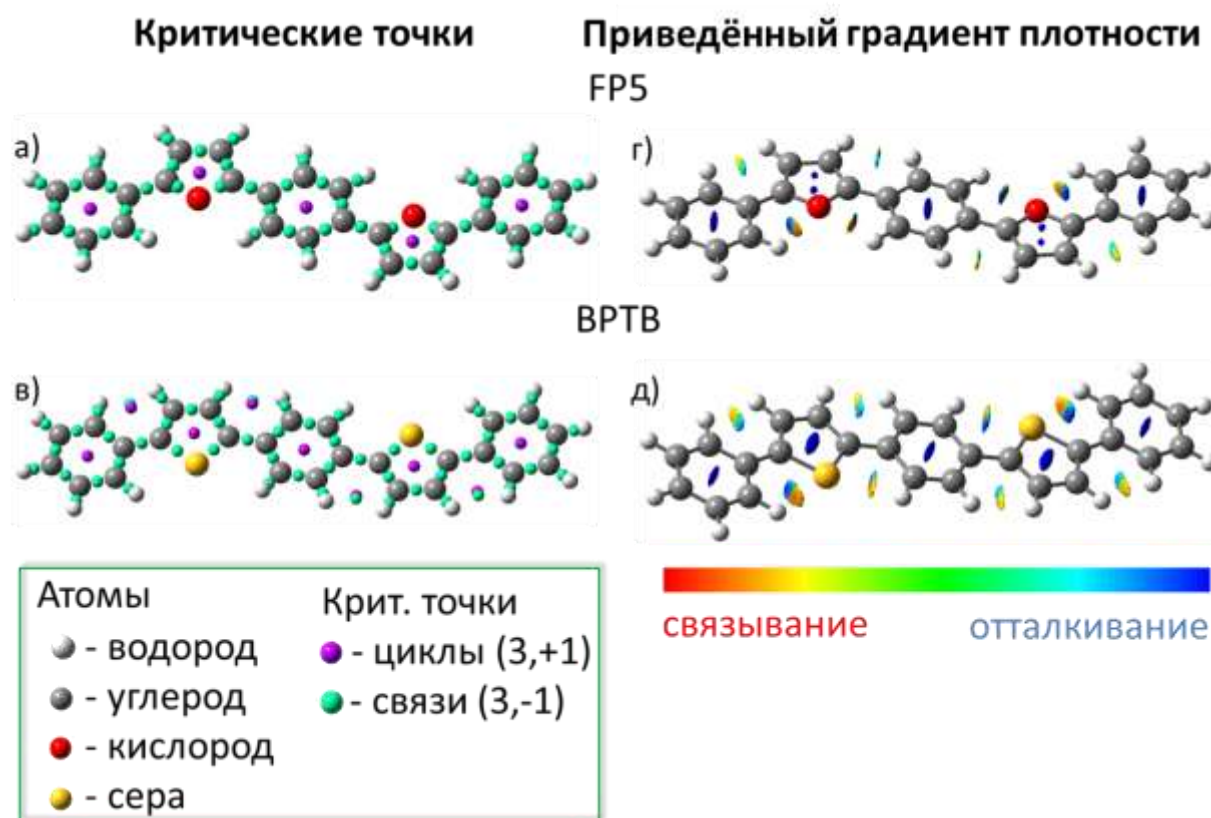 Критические точки Приведённый градиент плотности
FP5
а) г)
BPTB
в) д)
Атомы Крит. точки
- водород - циклы (3,+1)
- углерод - связи (3,-1)
- кислород
- сера
связывание отталкивание